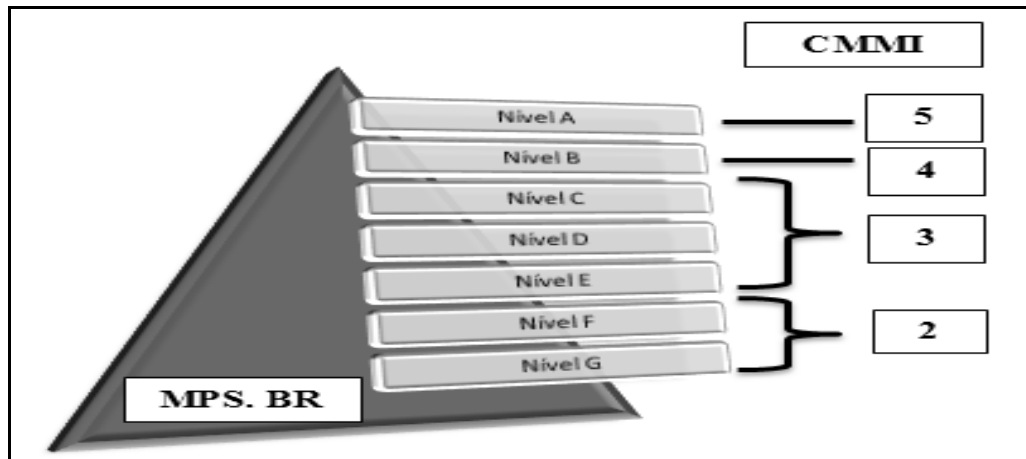 CMMI
Nível A
5
Nível B
4
Nível C
Nível D
3
Nível E
Nível F
2
Nível G
MPS. BR